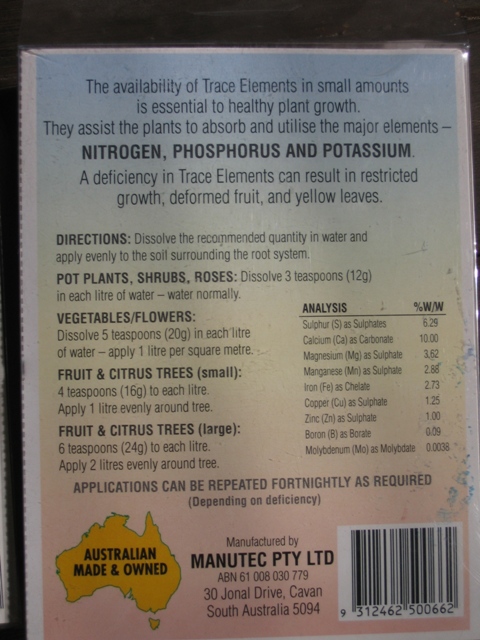 The availability of Trace Elements in small amounts
is essential to healthy plant growth.
They assist the plants to absorb and utilise the major elements –
NITROGEN, PHOSPHORUS AND POTASSIUM.
A deficiency in Trace Elements can result in restricted
growth, deformed fruit, and yellow leaves.
DIRECTIONS: Dissolve the recommended quantity in water and
apply evenly to the soil surrounding the root system.
POT PLANTS, SHRUBS, ROSES: Dissolve 3 teaspoons (12g)
in each litre of water – water normally.
VEGETABLES/FLOWERS:
Dissolve 5 teaspoons (20g) in each litre
of water – apply 1 litre per square metre.
FRUIT & CITRUS TREES (small):
4 teaspoons (16g) to each litre.
Apply 1 litre evenly around tree.
FRUIT & CITRUS TREES (large):
6 teaspoons (24g) to each litre.
Apply 2 litres evenly around tree.
ANALYSIS %W/W
Sulphur (S) as Sulphates 6.29
Calcium (Ca) as Carbonate 10.00
Magnesium (Mg) as Sulphate 3.62
Manganese (Mn) as Sulphate 2.88
Iron (Fe) as Chelate 2.73
Copper (Cu) as Sulphate 1.25
Zinc (Zn) as Sulphate 1.00
Boron (B) as Borate 0.09
Molybdenum (Mo) as Molybdate 0.0038
APPLICATIONS CAN BE REPEATED FORTNIGHTLY AS REQUIRED
(Depending on deficiency)
AUSTRALIAN
MADE & OWNED
Manufactured by
MANUTEC PTY LTD
ABN 61 008 030 779
30 Jonal Drive, Cavan
South Australia 5094
9 312462 500662